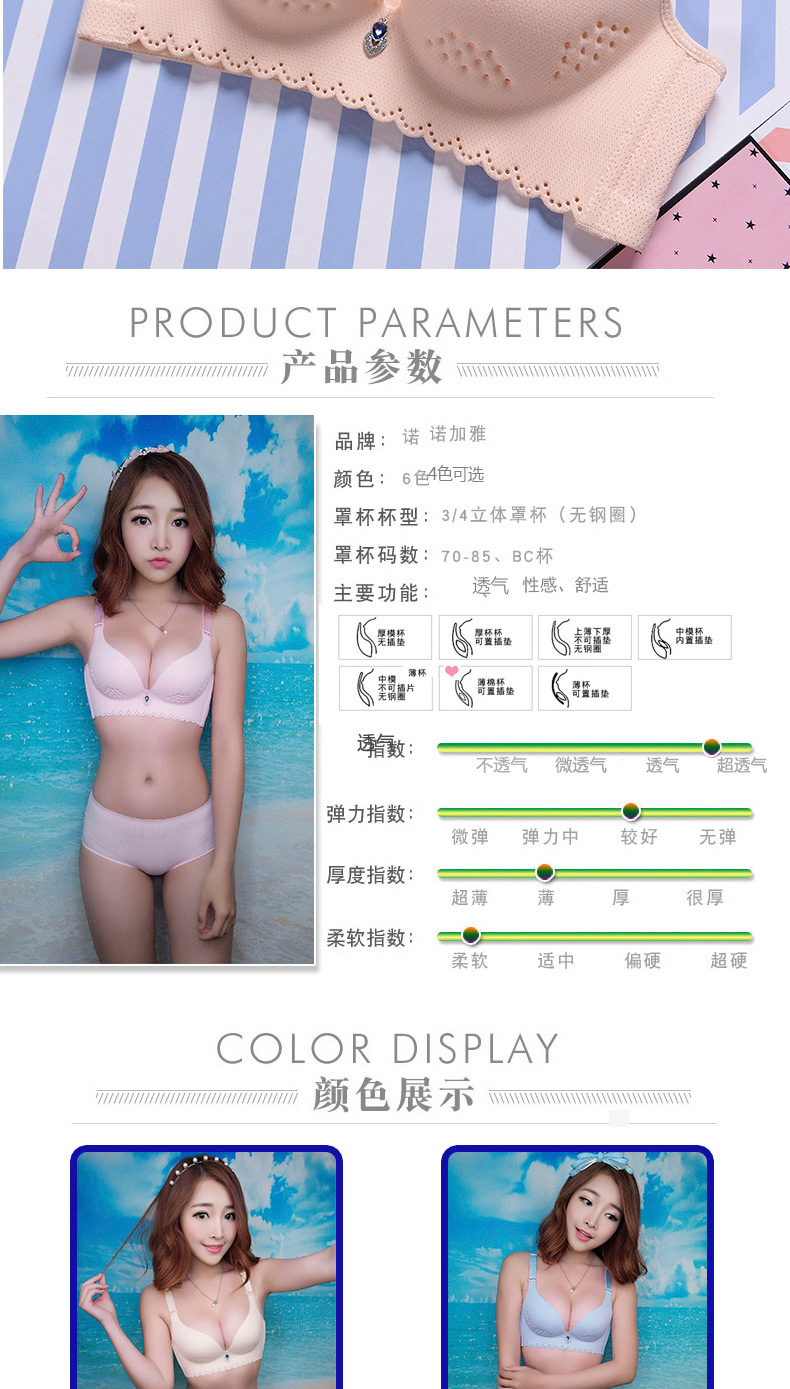 PRODUCT PARAMETERS
产品参数
品牌：诺 诺加雅
颜色：6色4色可选
罩杯杯型：3/4立体罩杯（无钢圈）
罩杯码数：70-85、BC杯
主要功能：透气 性感、舒适
厚模杯
无插垫
厚杯杯
可置插垫
上薄下厚
不可插垫
无钢圈
中模杯
内置插垫
中模
不可插片
无钢圈
薄杯
薄棉杯
可置插垫
薄杯
可置插垫
透气指数：
不透气 微透气 透气 超透气
弹力指数：
微弹 弹力中 较好 无弹
厚度指数：
超薄 薄 厚 很厚
柔软指数：
柔软 适中 偏硬 超硬
COLOR DISPLAY
颜色展示